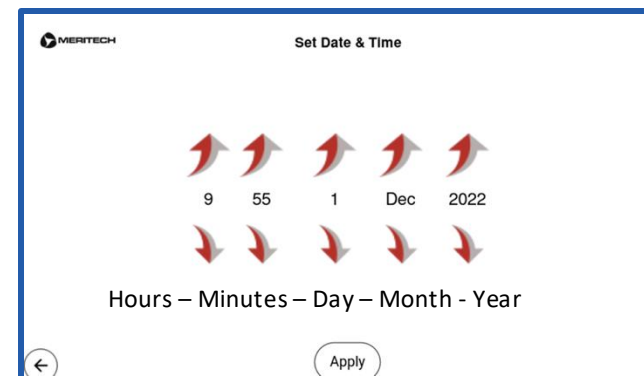 MERITECH
Set Date & Time
9 55 1 Dec 2022
Hours – Minutes – Day – Month - Year
Apply